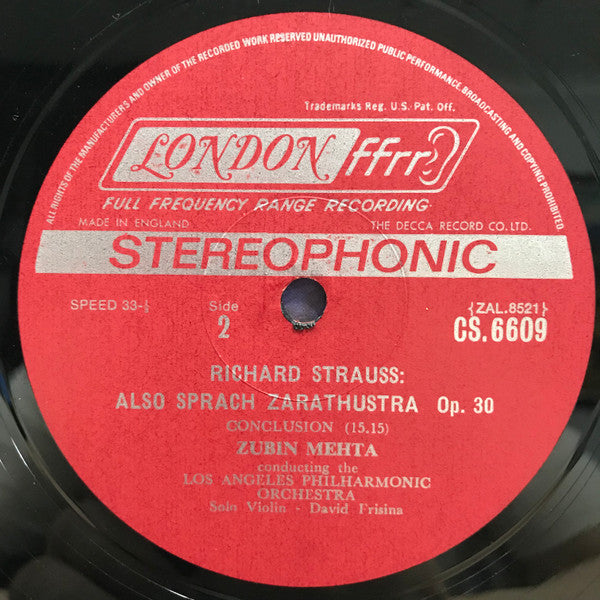 ALL RIGHTS OF THE MANUFACTURERS AND OWNER OF THE RECORDED WORK RESERVED UNAUTHORIZED PUBLIC PERFORMANCE, BROADCASTING AND COPYING PROHIBITED
Trademarks Reg. U.S. Pat. Off.
LONDON ffrr
FULL FREQUENCY RANGE RECORDING
MADE IN ENGLAND THE DECCA RECORD CO. LTD.
STEREOPHONIC
SPEED 33-⅓ Side {ZAL.8521}
2 CS.6609
RICHARD STRAUSS:
ALSO SPRACH ZARATHUSTRA Op. 30
CONCLUSION (15.15)
ZUBIN MEHTA
conducting the
LOS ANGELES PHILHARMONIC
ORCHESTRA
Solo Violin - David Frisina